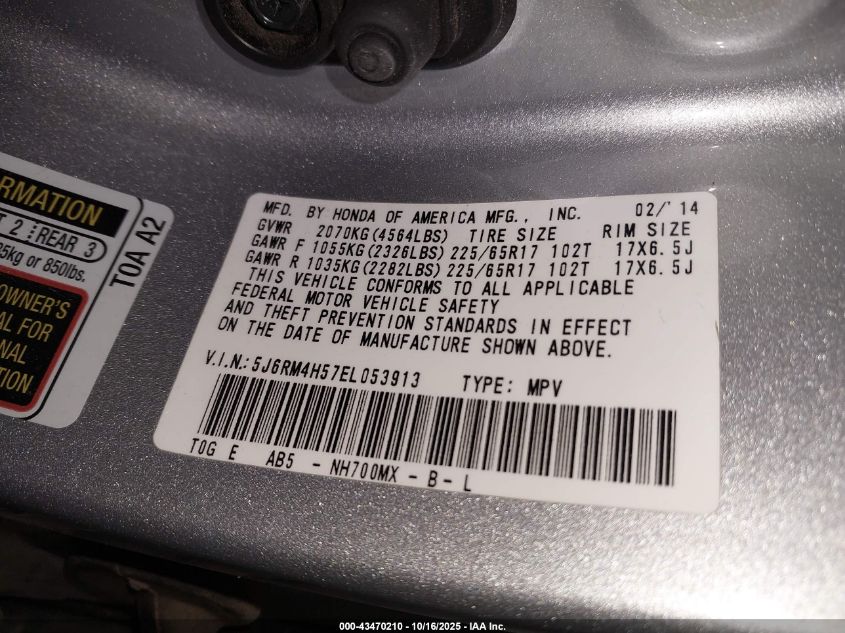 RMATION
T 2 REAR 3
5kg or 850lbs.
OWNER'S
AL FOR
NAL
TION.
TOA A2
MFD. BY HONDA OF AMERICA MFG., INC. 02/'14
GVWR 2070KG(4564LBS) TIRE SIZE RIM SIZE
GAWR F 1055KG(2326LBS) 225/65R17 102T 17X6.5J
GAWR R 1035KG(2282LBS) 225/65R17 102T 17X6.5J
THIS VEHICLE CONFORMS TO ALL APPLICABLE
FEDERAL MOTOR VEHICLE SAFETY
AND THEFT PREVENTION STANDARDS IN EFFECT
ON THE DATE OF MANUFACTURE SHOWN ABOVE.
V.I.N.: 5J6RM4H57EL053913 TYPE: MPV
TOG E AB5 - NH700MX - B - L
000-43470210 - 10/16/2025 - IAA Inc.